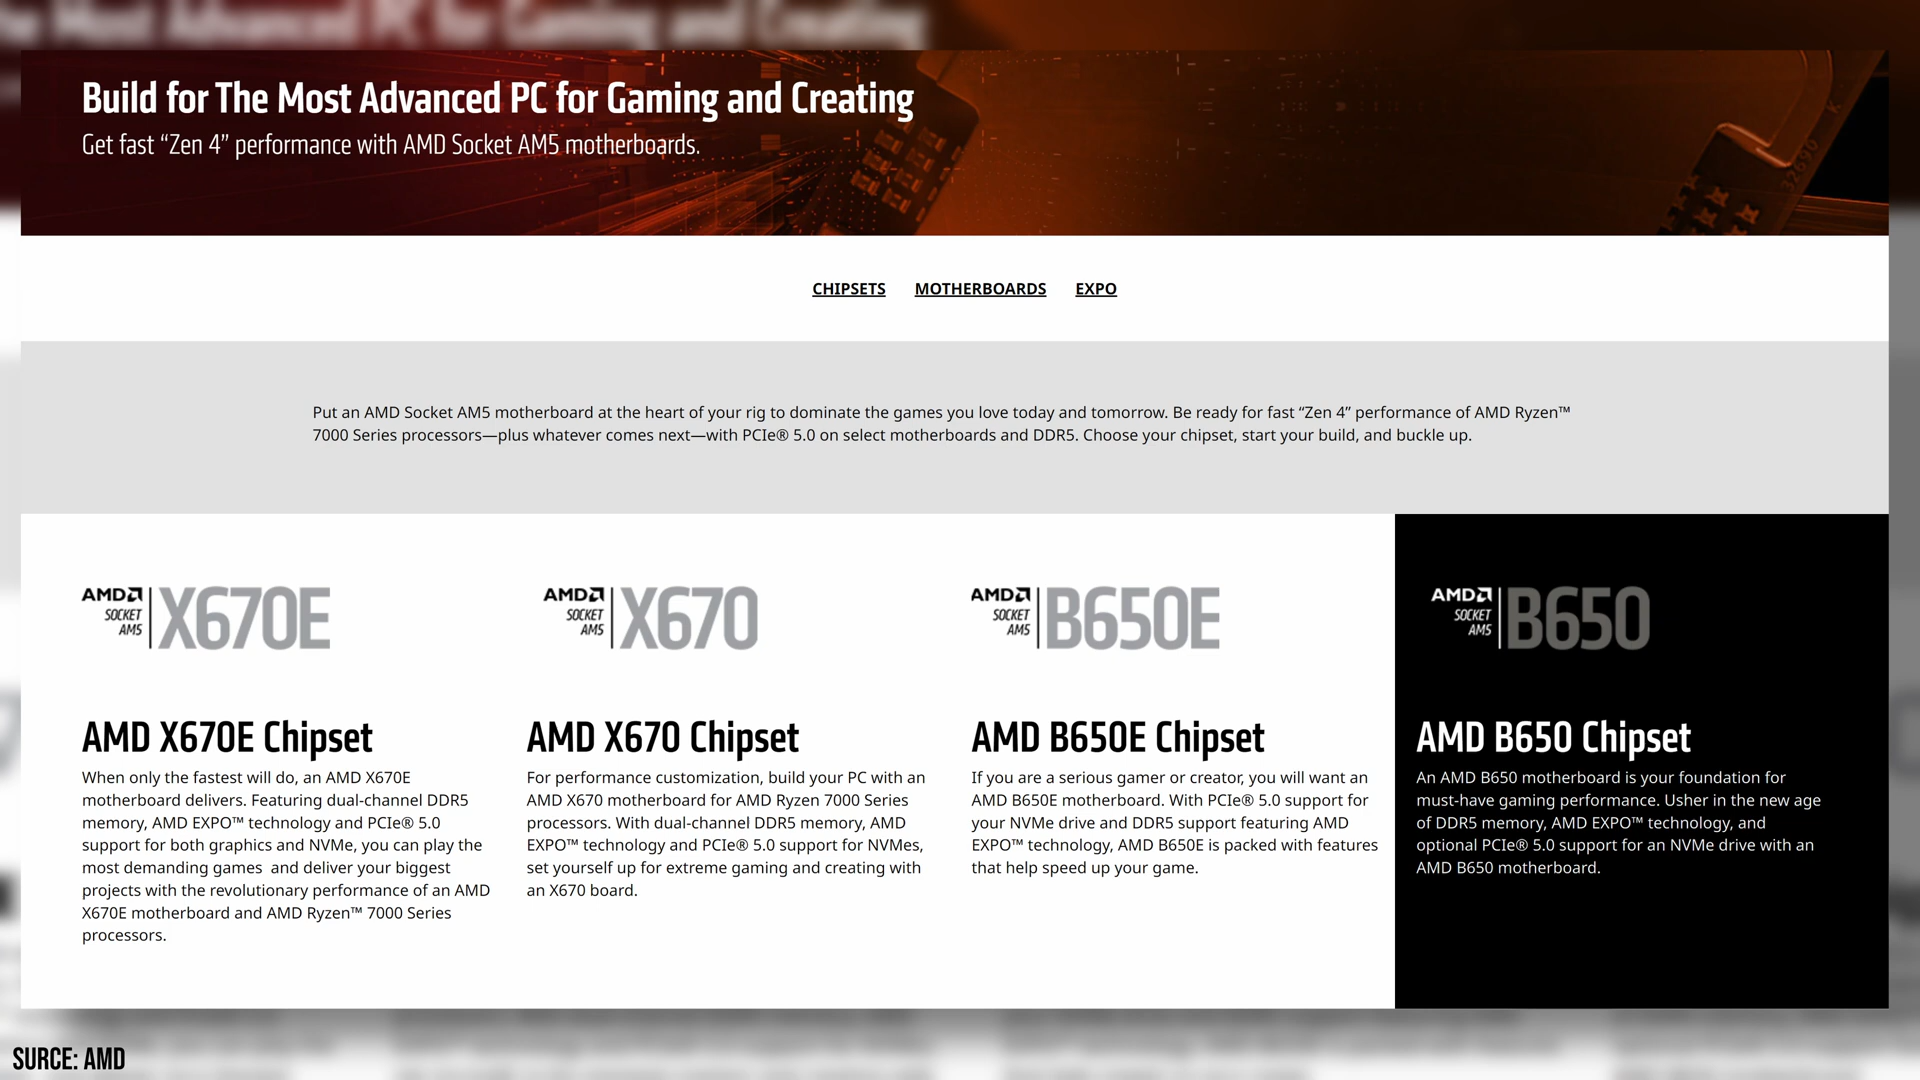 he Most Advanced PC for Gaming and Creating
Build for The Most Advanced PC for Gaming and Creating
Get fast “Zen 4” performance with AMD Socket AM5 motherboards.
CHIPSETS MOTHERBOARDS EXPO
Put an AMD Socket AM5 motherboard at the heart of your rig to dominate the games you love today and tomorrow. Be ready for fast “Zen 4” performance of AMD Ryzen™
7000 Series processors—plus whatever comes next—with PCIe® 5.0 on select motherboards and DDR5. Choose your chipset, start your build, and buckle up.
AMD SOCKET AM5 X670E
AMD X670E Chipset
When only the fastest will do, an AMD X670E
motherboard delivers. Featuring dual-channel DDR5
memory, AMD EXPO™ technology and PCIe® 5.0
support for both graphics and NVMe, you can play the
most demanding games and deliver your biggest
projects with the revolutionary performance of an AMD
X670E motherboard and AMD Ryzen™ 7000 Series
processors.
AMD SOCKET AM5 X670
AMD X670 Chipset
For performance customization, build your PC with an
AMD X670 motherboard for AMD Ryzen 7000 Series
processors. With dual-channel DDR5 memory, AMD
EXPO™ technology and PCIe® 5.0 support for NVMes,
set yourself up for extreme gaming and creating with
an X670 board.
AMD SOCKET AM5 B650E
AMD B650E Chipset
If you are a serious gamer or creator, you will want an
AMD B650E motherboard. With PCIe® 5.0 support for
your NVMe drive and DDR5 support featuring AMD
EXPO™ technology, AMD B650E is packed with features
that help speed up your game.
AMD SOCKET AM5 B650
AMD B650 Chipset
An AMD B650 motherboard is your foundation for
must-have gaming performance. Usher in the new age
of DDR5 memory, AMD EXPO™ technology, and
optional PCIe® 5.0 support for an NVMe drive with an
AMD B650 motherboard.
SURCE: AMD